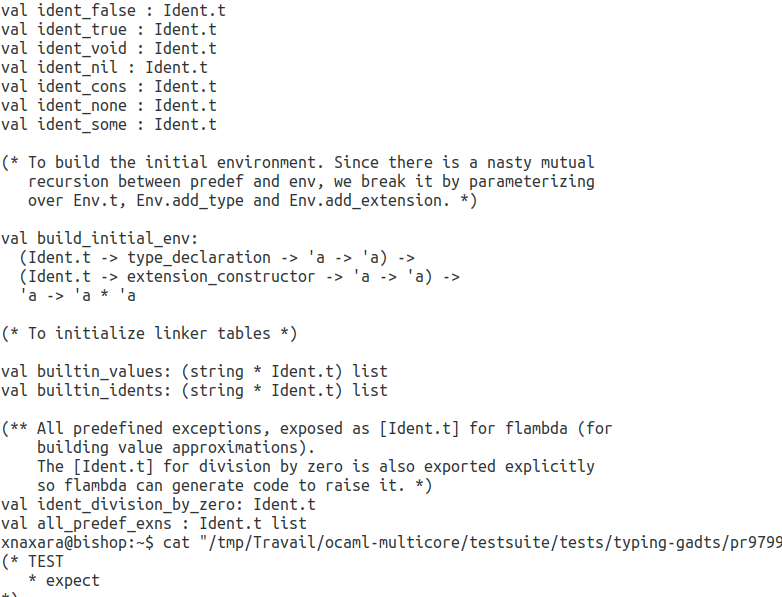 val ident_false : Ident.t
val ident_true : Ident.t
val ident_void : Ident.t
val ident_nil : Ident.t
val ident_cons : Ident.t
val ident_none : Ident.t
val ident_some : Ident.t
(* To build the initial environment. Since there is a nasty mutual
recursion between predef and env, we break it by parameterizing
over Env.t, Env.add_type and Env.add_extension. *)
val build_initial_env:
(Ident.t -> type_declaration -> 'a -> 'a) ->
(Ident.t -> extension_constructor -> 'a -> 'a) ->
'a -> 'a * 'a
(* To initialize linker tables *)
val builtin_values: (string * Ident.t) list
val builtin_idents: (string * Ident.t) list
(** All predefined exceptions, exposed as [Ident.t] for flambda (for
building value approximations).
The [Ident.t] for division by zero is also exported explicitly
so flambda can generate code to raise it. *)
val ident_division_by_zero: Ident.t
val all_predef_exns : Ident.t list
xnaxara@bishop:~$ cat "/tmp/Travail/ocaml-multicore/testsuite/tests/typing-gadts/pr9799
(* TEST
* expect
*)